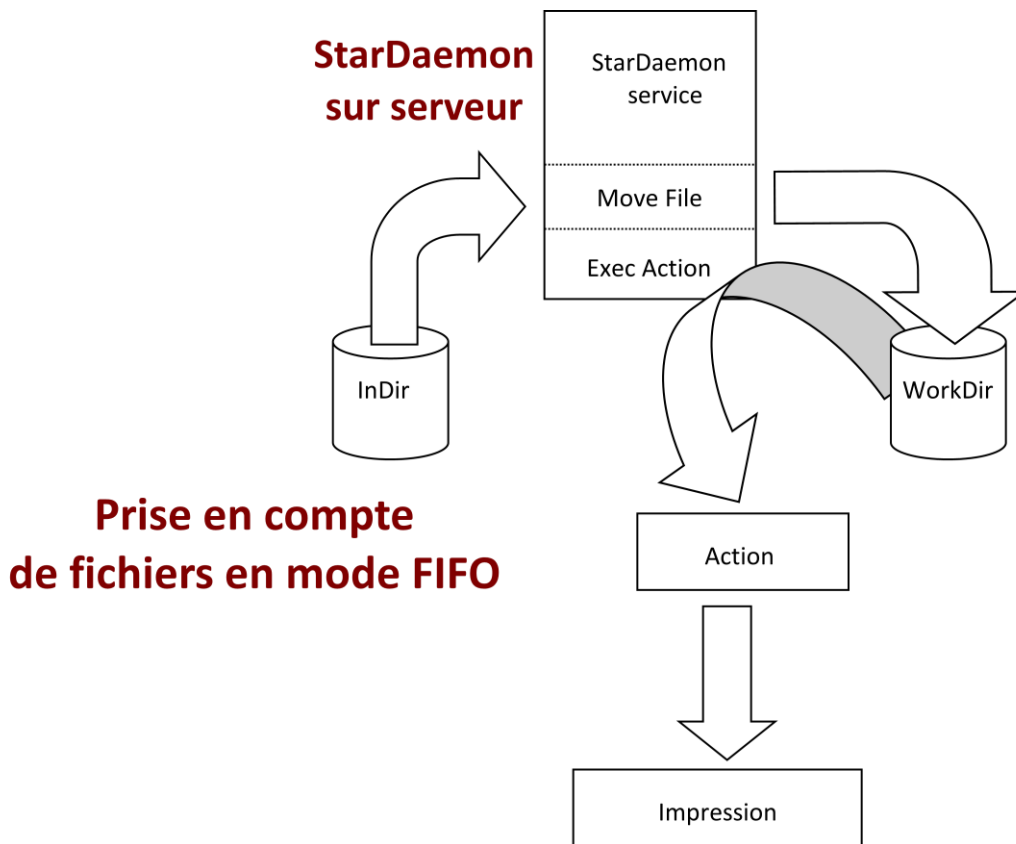 StarDaemon
sur serveur
StarDaemon
service
Move File
Exec Action
InDir
WorkDir
Prise en compte
de fichiers en mode FIFO
Action
Impression